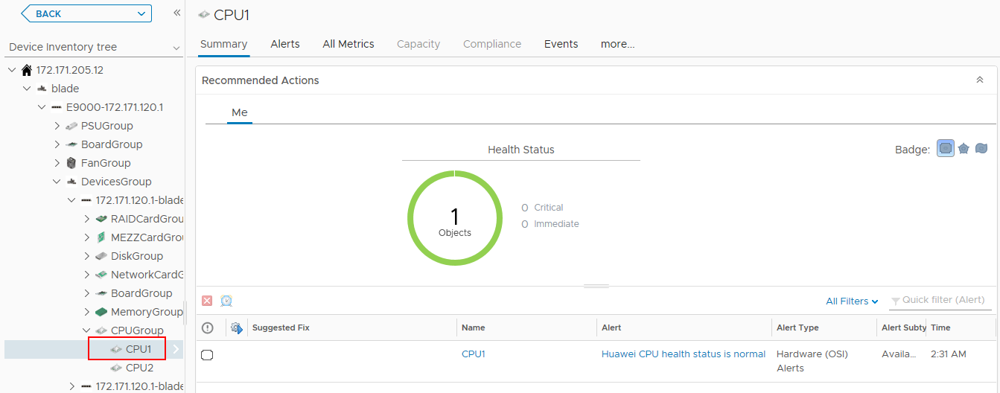 BACK
Device Inventory tree
172.171.205.12
blade
E9000-172.171.120.1
PSUGroup
BoardGroup
FanGroup
DevicesGroup
172.171.120.1-blade
RAIDCardGrou
MEZZCardGro
DiskGroup
NetworkCardG
BoardGroup
MemoryGroup
CPUGroup
CPU1
CPU2
172.171.120.1-blade
CPU1
Summary Alerts All Metrics Capacity Compliance Events more...
Recommended Actions
Me
Health Status
Badge:
1
Objects
0 Critical
0 Immediate
All Filters Quick filter (Alert)
Suggested Fix Name Alert Alert Type Alert Subty Time
CPU1 Huawei CPU health status is normal Hardware (OSI) Availa... 2:31 AM
Alerts